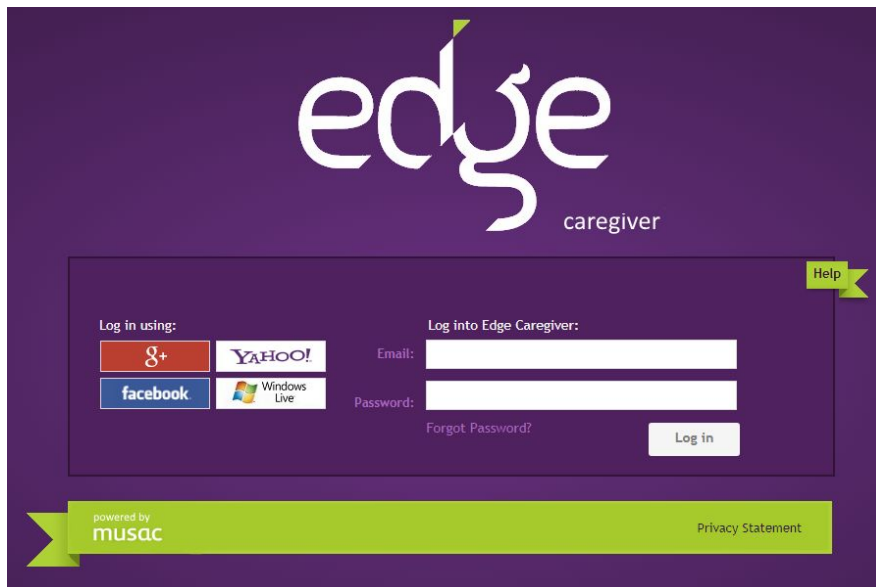 edge
caregiver
Help
Log in using:
g+
YAHOO!
facebook
Windows Live
Log into Edge Caregiver:
Email:
Password:
Forgot Password?
Log in
powered by
musac
Privacy Statement